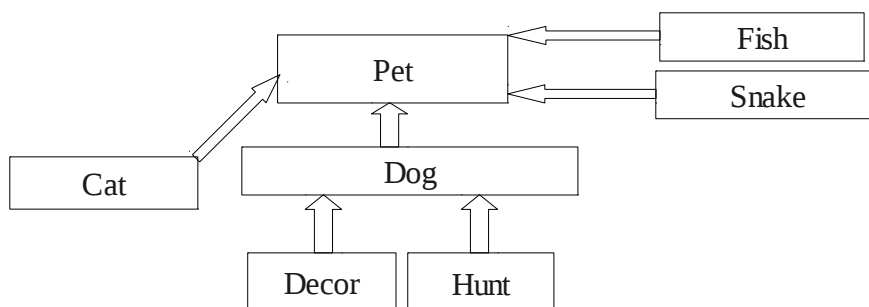 Fish
Pet
Snake
Dog
Cat
Decor
Hunt